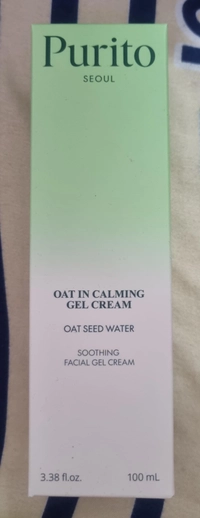 Purito
SEOUL
OAT IN CALMING
GEL CREAM
OAT SEED WATER
SOOTHING
FACIAL GEL CREAM
3.38 fl.oz. 100 mL